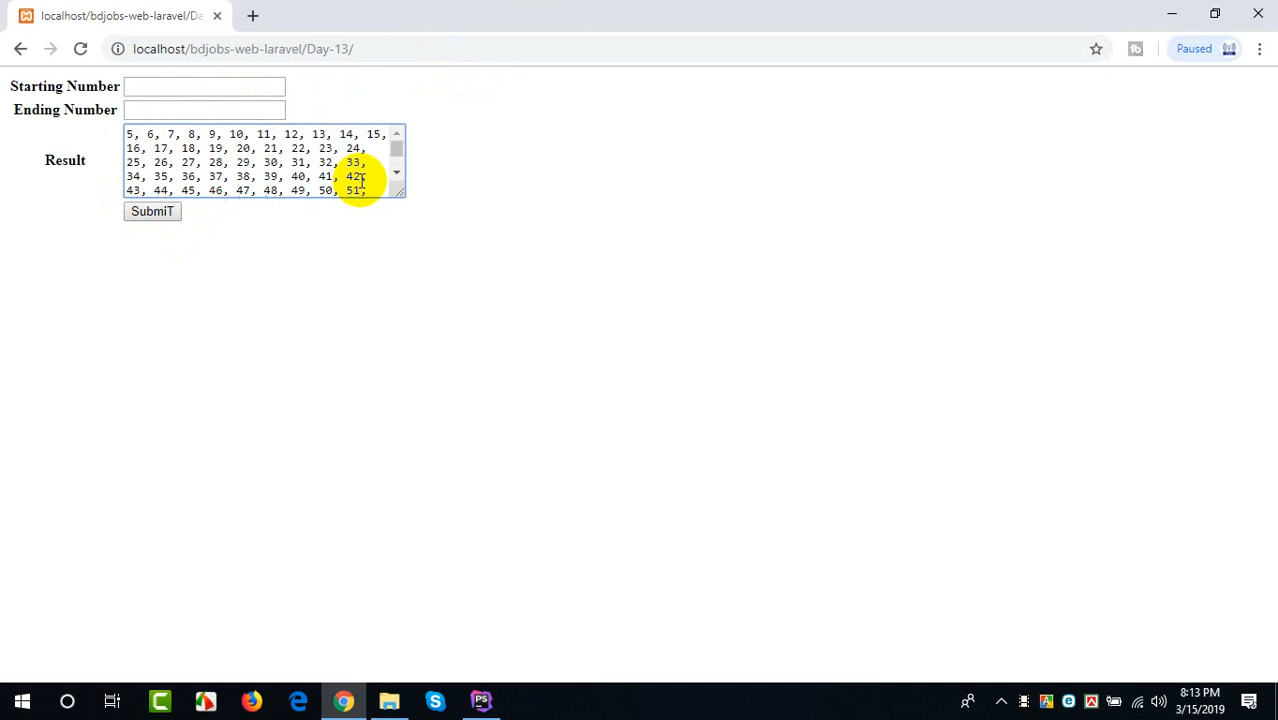 localhost/bdjobs-web-laravel/Da
localhost/bdjobs-web-laravel/Day-13/
Paused
Starting Number
Ending Number
Result
5, 6, 7, 8, 9, 10, 11, 12, 13, 14, 15,
16, 17, 18, 19, 20, 21, 22, 23, 24,
25, 26, 27, 28, 29, 30, 31, 32, 33,
34, 35, 36, 37, 38, 39, 40, 41, 42,
43, 44, 45, 46, 47, 48, 49, 50, 51,
SubmiT
8:13 PM
3/15/2019